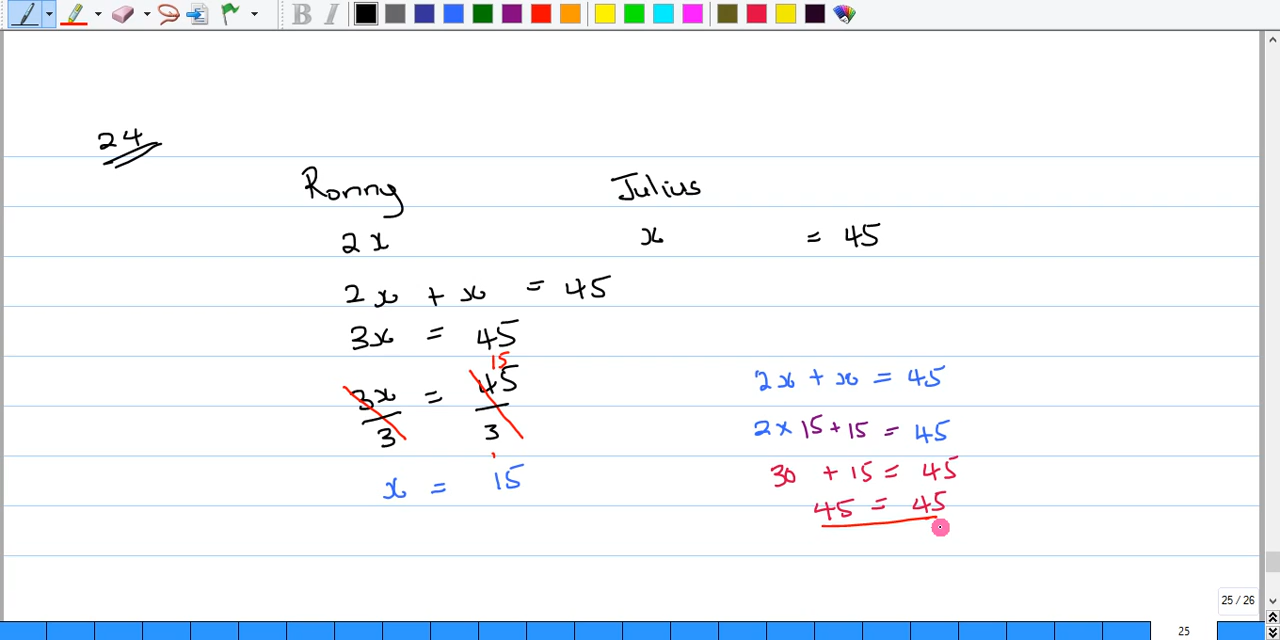 B I
24
Ronny Julius
2x x = 45
2x + x = 45
3x = 45
15
3x = 45
3 3
x = 15
2x + x = 45
2 x 15 + 15 = 45
30 + 15 = 45
45 = 45
25 / 26
25